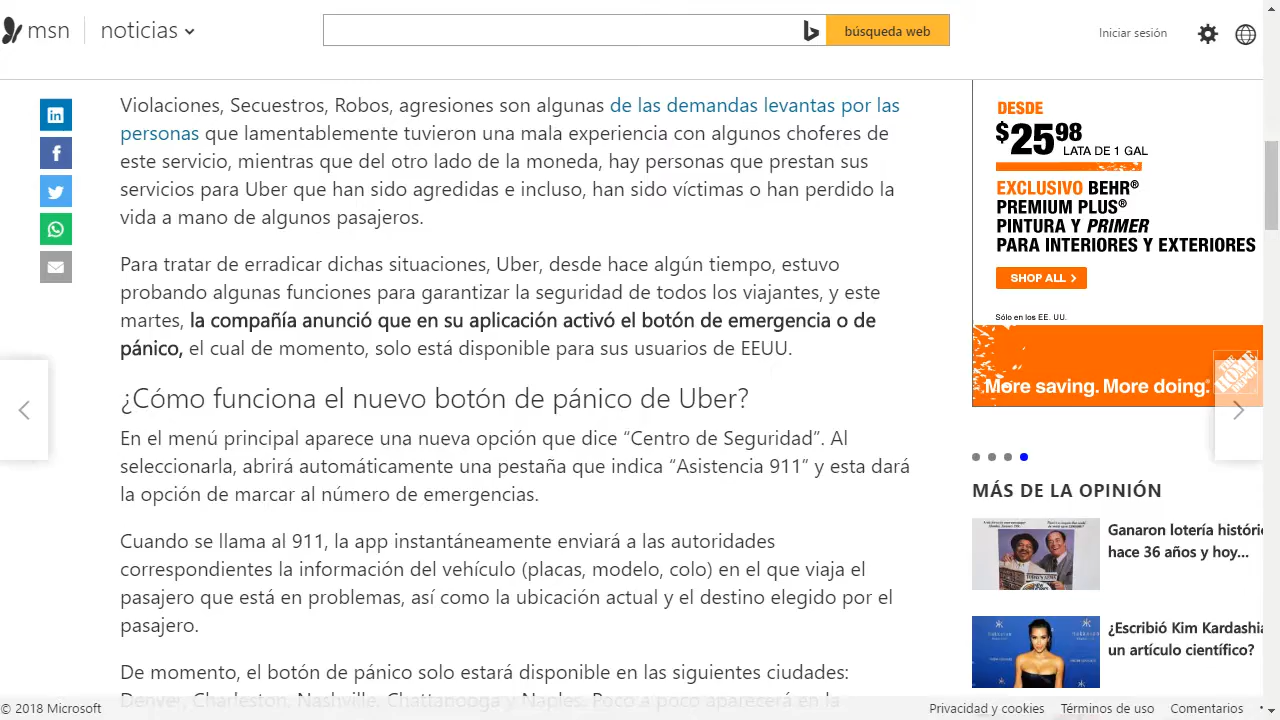 msn
noticias
búsqueda web
Iniciar sesión
Violaciones, Secuestros, Robos, agresiones son algunas de las demandas levantas por las
personas que lamentablemente tuvieron una mala experiencia con algunos choferes de
este servicio, mientras que del otro lado de la moneda, hay personas que prestan sus
servicios para Uber que han sido agredidas e incluso, han sido víctimas o han perdido la
vida a mano de algunos pasajeros.
Para tratar de erradicar dichas situaciones, Uber, desde hace algún tiempo, estuvo
probando algunas funciones para garantizar la seguridad de todos los viajantes, y este
martes, la compañía anunció que en su aplicación activó el botón de emergencia o de
pánico, el cual de momento, solo está disponible para sus usuarios de EEUU.
¿Cómo funciona el nuevo botón de pánico de Uber?
En el menú principal aparece una nueva opción que dice “Centro de Seguridad”. Al
seleccionarla, abrirá automáticamente una pestaña que indica “Asistencia 911” y esta dará
la opción de marcar al número de emergencias.
Cuando se llama al 911, la app instantáneamente enviará a las autoridades
correspondientes la información del vehículo (placas, modelo, colo) en el que viaja el
pasajero que está en problemas, así como la ubicación actual y el destino elegido por el
pasajero.
De momento, el boton de panico solo estará disponible en las siguientes ciudades:
Denver, Charleston, Nashville, Chattanooga y Naples. Poco a poco aparecerá en la
DESDE
$2598
LATA DE 1 GAL
EXCLUSIVO BEHR®
PREMIUM PLUS®
PINTURA Y PRIMER
PARA INTERIORES Y EXTERIORES
SHOP ALL
Sólo en los EE. UU.
More saving. More doing.
THE HOME DEPOT
MÁS DE LA OPINIÓN
Ganaron lotería históric
hace 36 años y hoy...
¿Escribió Kim Kardashia
un artículo científico?
© 2018 Microsoft
Privacidad y cookies
Términos de uso
Comentarios